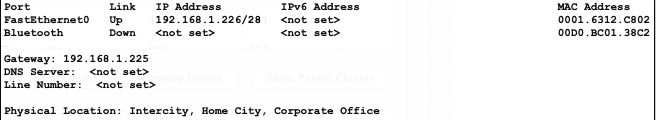 Port Link IP Address IPv6 Address MAC Address
FastEthernet0 Up 192.168.1.226/28 <not set> 0001.6312.C802
Bluetooth Down <not set> <not set> 00D0.BC01.38C2
Gateway: 192.168.1.225
DNS Server: <not set>
Line Number: <not set>
Physical Location: Intercity, Home City, Corporate Office